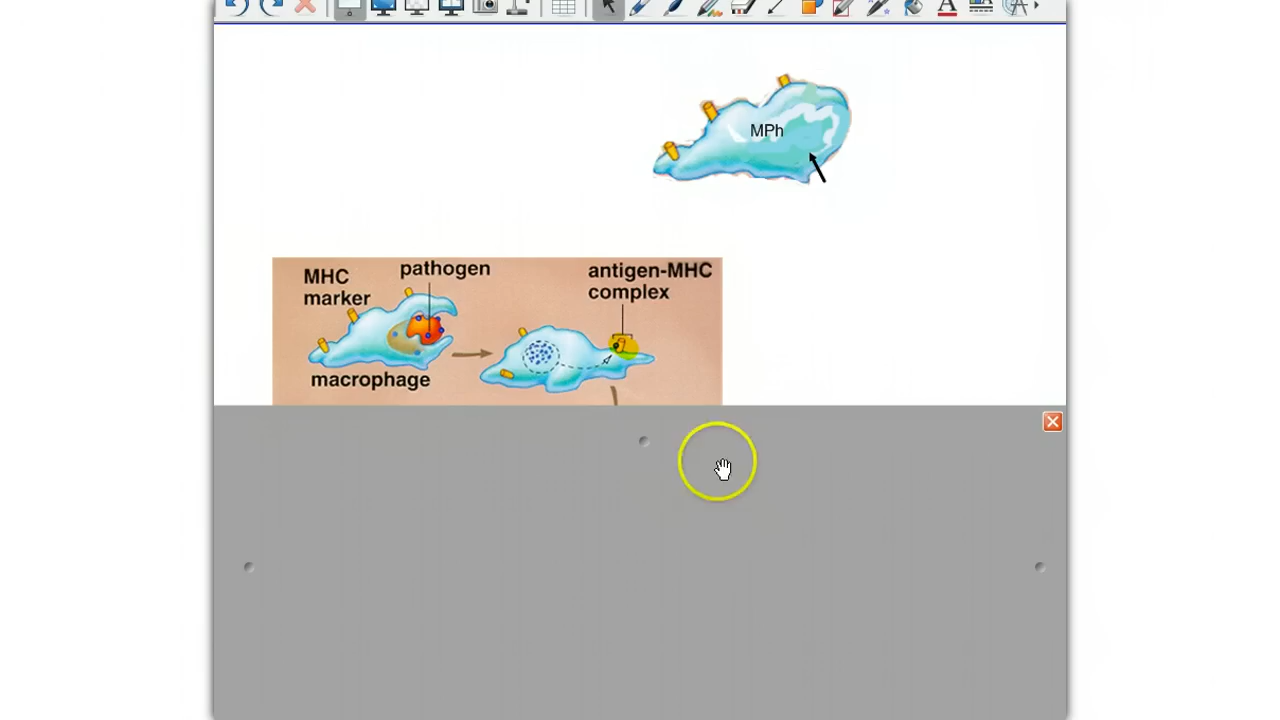 MPh
MHC
marker
pathogen
antigen-MHC
complex
macrophage